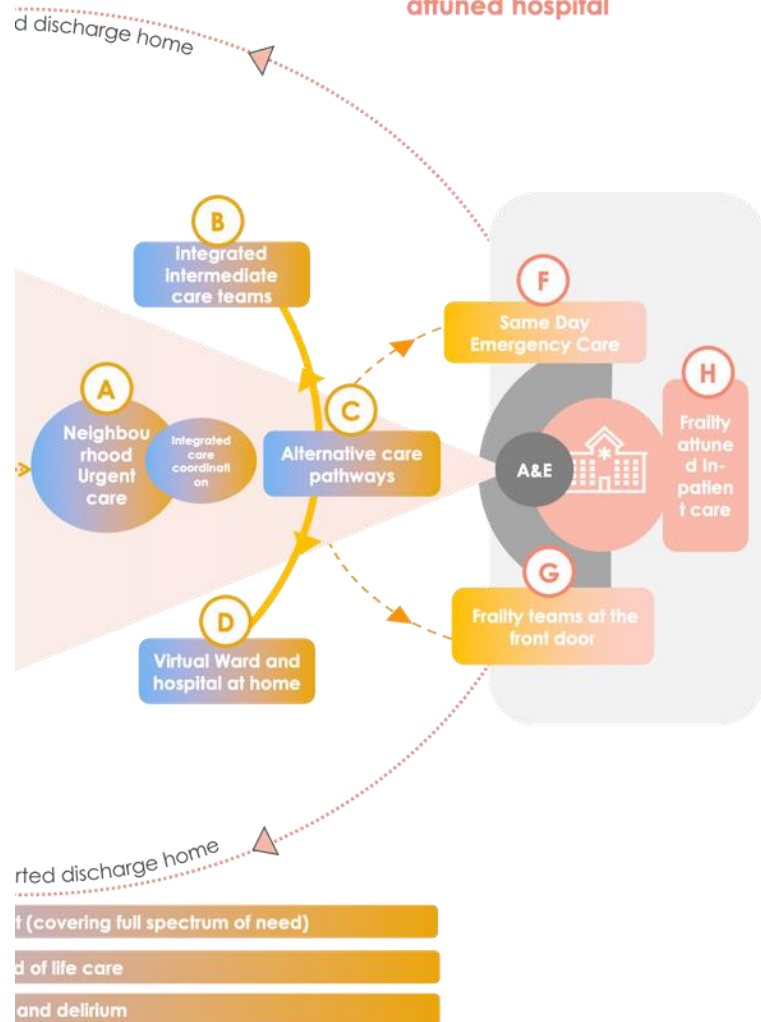 attuned hospital
d discharge home
B
integrated
intermediate
care teams
F
Same Day
Emergency Care
A
Neighbou
rhood
Urgent
care
Integrated
care
coordinati
on
C
Alternative care
pathways
A&E
H
Frailty
attune
d In-
patien
t care
D
Virtual Ward and
hospital at home
G
Frailty teams at the
front door
rted discharge home
t (covering full spectrum of need)
d of life care
and delirium